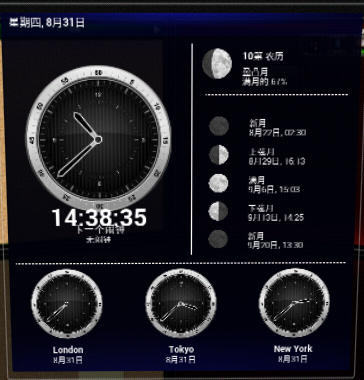 星期四, 8月31日
10第 农历
盈凸月
满月的 67%
新月
8月22日, 02:30
上弦月
8月29日, 16:13
满月
9月6日, 15:03
下弦月
9月13日, 14:25
新月
9月20日, 13:30
14:38:35
下一个闹钟
无闹钟
London
8月31日
Tokyo
8月31日
New York
8月31日